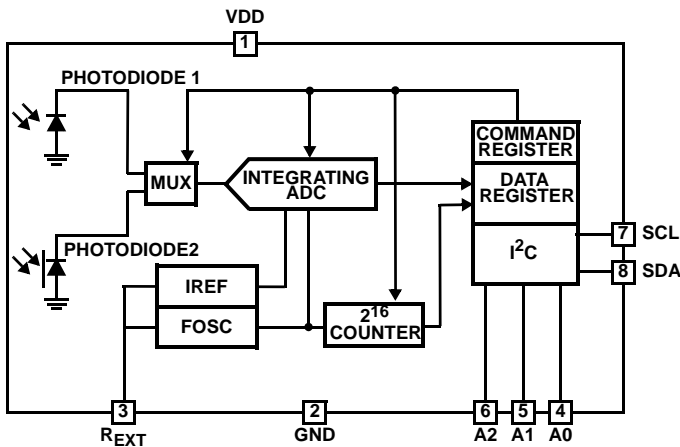 VDD
1
PHOTODIODE 1
COMMAND
REGISTER
MUX
INTEGRATING
ADC
DATA
REGISTER
PHOTODIODE2
I²C
7 SCL
8 SDA
IREF
FOSC
2¹⁶
COUNTER
3
2
6
5
4
REXT
GND
A2
A1
A0